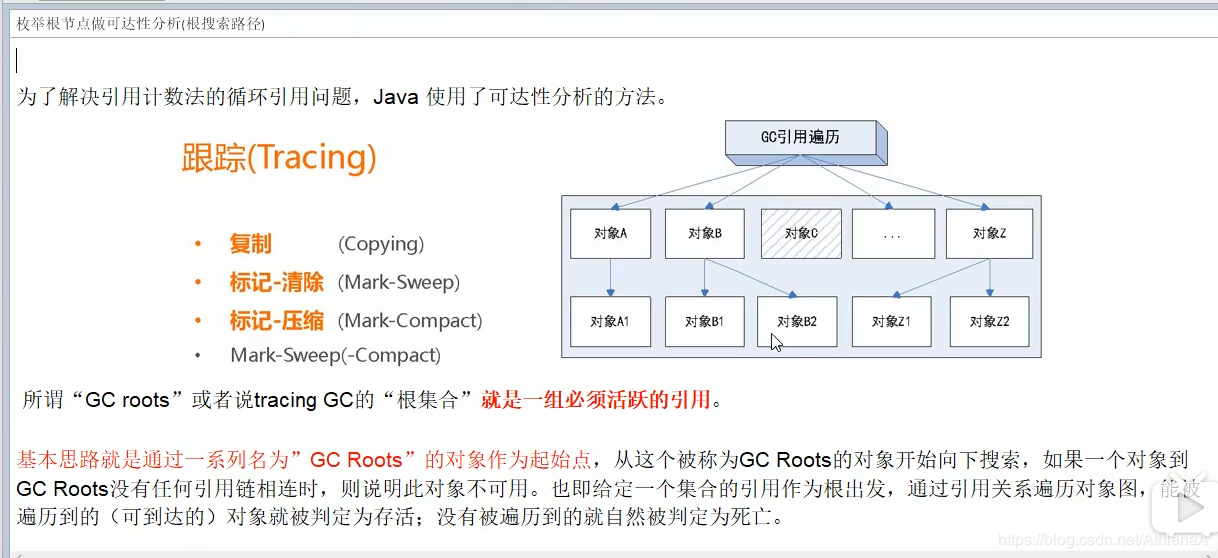 枚举根节点做可达性分析(根搜索路径)
为了解决引用计数法的循环引用问题，Java 使用了可达性分析的方法。
跟踪(Tracing)
• 复制 (Copying)
• 标记-清除 (Mark-Sweep)
• 标记-压缩 (Mark-Compact)
• Mark-Sweep(-Compact)
GC引用遍历
对象A 对象B 对象C ... 对象Z
对象A1 对象B1 对象B2 对象Z1 对象Z2
所谓“GC roots”或者说tracing GC的“根集合”就是一组必须活跃的引用。
基本思路就是通过一系列名为”GC Roots”的对象作为起始点，从这个被称为GC Roots的对象开始向下搜索，如果一个对象到
GC Roots没有任何引用链相连时，则说明此对象不可用。也即给定一个集合的引用作为根出发，通过引用关系遍历对象图，能被
遍历到的（可到达的）对象就被判定为存活；没有被遍历到的就自然被判定为死亡。